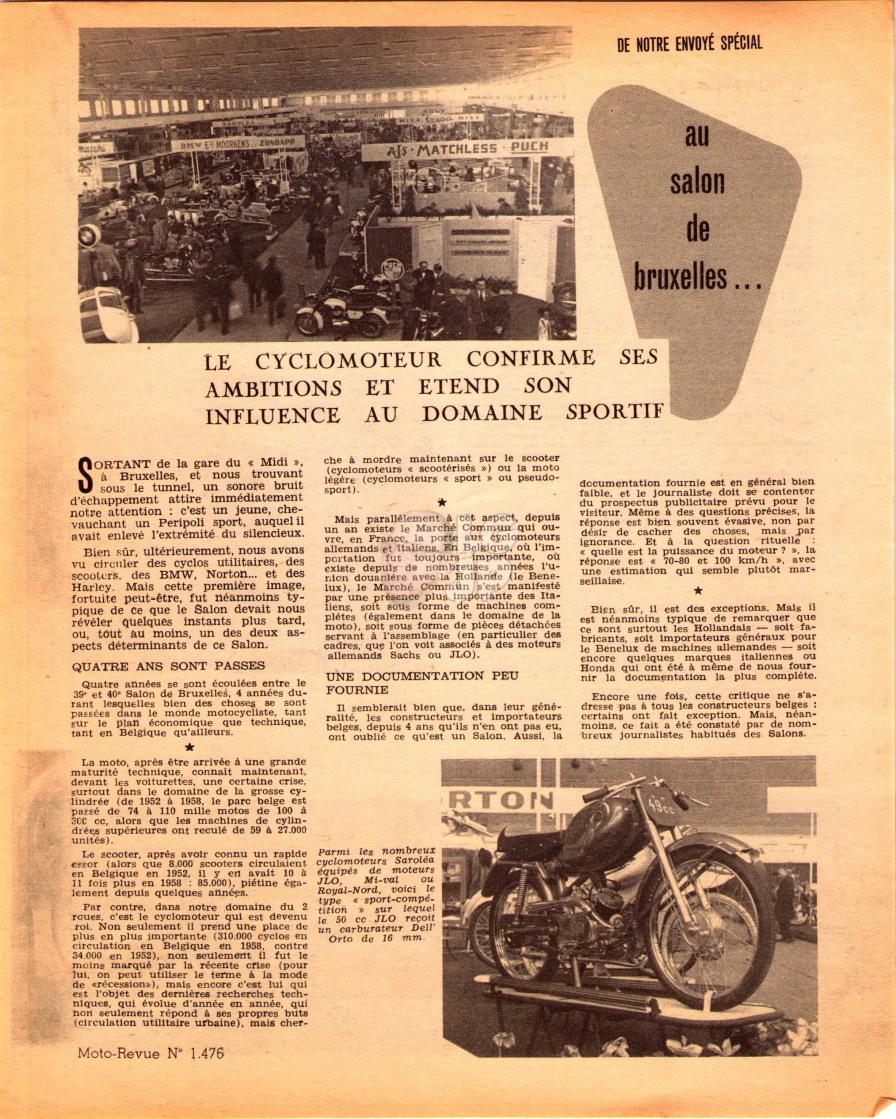 DE NOTRE ENVOYÉ SPÉCIAL
BMW Ets MOORKENS ZUNDAPP
AJS - MATCHLESS - PUCH
au
salon
de
bruxelles...
LE CYCLOMOTEUR CONFIRME SES
AMBITIONS ET ETEND SON
INFLUENCE AU DOMAINE SPORTIF
SORTANT de la gare du « Midi »,
à Bruxelles, et nous trouvant
sous le tunnel, un sonore bruit
d'échappement attire immédiatement
notre attention : c'est un jeune, che-
vauchant un Peripoli sport, auquel il
avait enlevé l'extrémité du silencieux.
Bien sûr, ultérieurement, nous avons
vu circuler des cyclos utilitaires, des
scooters, des BMW, Norton... et des
Harley. Mais cette première image,
fortuite peut-être, fut néanmoins ty-
pique de ce que le Salon devait nous
révéler quelques instants plus tard,
ou, tout au moins, un des deux as-
pects déterminants de ce Salon.
QUATRE ANS SONT PASSES
Quatre années se sont écoulées entre le
39e et 40e Salon de Bruxelles, 4 années du-
rant lesquelles bien des choses se sont
passées dans le monde motocycliste, tant
sur le plan économique que technique,
tant en Belgique qu'ailleurs.
★
La moto, après être arrivée à une grande
maturité technique, connaît maintenant,
devant les voiturettes, une certaine crise,
surtout dans le domaine de la grosse cy-
lindrée (de 1952 à 1958, le parc belge est
passé de 74 à 110 mille motos de 100 à
300 cc, alors que les machines de cylin-
drées supérieures ont reculé de 59 à 27.000
unités).
Le scooter, après avoir connu un rapide
essor (alors que 8.000 scooters circulaient
en Belgique en 1952, il y en avait 10 à
11 fois plus en 1958 : 85.000), piétine éga-
lement depuis quelques années.
Par contre, dans notre domaine du 2
roues, c'est le cyclomoteur qui est devenu
roi. Non seulement il prend une place de
plus en plus importante (310.000 cyclos en
circulation en Belgique en 1958, contre
34.000 en 1952), non seulement il fut le
moins marqué par la récente crise (pour
lui, on peut utiliser le terme à la mode
de «récession»), mais encore c'est lui qui
est l'objet des dernières recherches tech-
niques, qui évolue d'année en année, qui
non seulement répond à ses propres buts
(circulation utilitaire urbaine), mais cher-
che à mordre maintenant sur le scooter
(cyclomoteurs « scootérisés ») ou la moto
légère (cyclomoteurs « sport » ou pseudo-
sport).
★
Mais parallèlement à cet aspect, depuis
un an existe le Marché Commun qui ou-
vre, en France, la porte aux cyclomoteurs
allemands et italiens. En Belgique, où l'im-
portation fut toujours importante, où
existe depuis de nombreuses années l'u-
nion douanière avec la Hollande (le Bene-
lux), le Marché Commun s'est manifesté
par une présence plus importante des Ita-
liens, soit sous forme de machines com-
plètes (également dans le domaine de la
moto), soit sous forme de pièces détachées
servant à l'assemblage (en particulier des
cadres, que l'on voit associés à des moteurs
allemands Sachs ou JLO).
UNE DOCUMENTATION PEU
FOURNIE
Il semblerait bien que, dans leur géné-
ralité, les constructeurs et importateurs
belges, depuis 4 ans qu'ils n'en ont pas eu,
ont oublié ce qu'est un Salon. Aussi, la
documentation fournie est en général bien
faible, et le journaliste doit se contenter
du prospectus publicitaire prévu pour le
visiteur. Même à des questions précises, la
réponse est bien souvent évasive, non par
désir de cacher des choses, mais par
ignorance. Et à la question rituelle :
« quelle est la puissance du moteur ? », la
réponse est « 70-80 et 100 km/h », avec
une estimation qui semble plutôt mar-
seillaise.
★
Bien sûr, il est des exceptions. Mais il
est néanmoins typique de remarquer que
ce sont surtout les Hollandais — soit fa-
bricants, soit importateurs généraux pour
le Benelux de machines allemandes — soit
encore quelques marques italiennes ou
Honda qui ont été à même de nous four-
nir la documentation la plus complète.
Encore une fois, cette critique ne s'a-
dresse pas à tous les constructeurs belges :
certains ont fait exception. Mais, néan-
moins, ce fait a été constaté par de nom-
breux journalistes habitués des Salons.
Parmi les nombreux
cyclomoteurs Saroléa
équipés de moteurs
JLO, Mi-val ou
Royal-Nord, voici le
type « sport-compé-
tition » sur lequel
le 50 cc JLO reçoit
un carburateur Dell'
Orto de 16 mm.
RTON
49cc
Moto-Revue N° 1.476